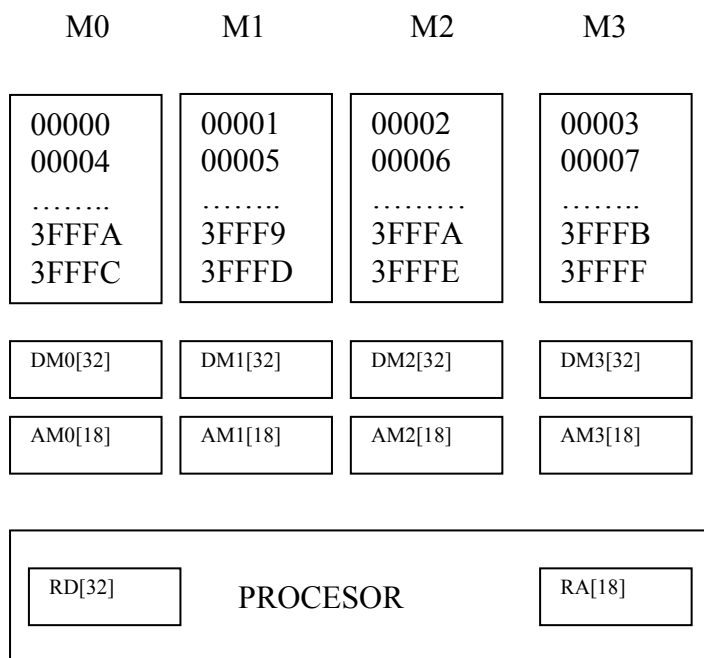 M0 M1 M2 M3
00000 00001 00002 00003
00004 00005 00006 00007
…….. …….. ……… ……..
3FFFA 3FFF9 3FFFA 3FFFB
3FFFC 3FFFD 3FFFE 3FFFF
DM0[32] DM1[32] DM2[32] DM3[32]
AM0[18] AM1[18] AM2[18] AM3[18]
RD[32] PROCESOR RA[18]